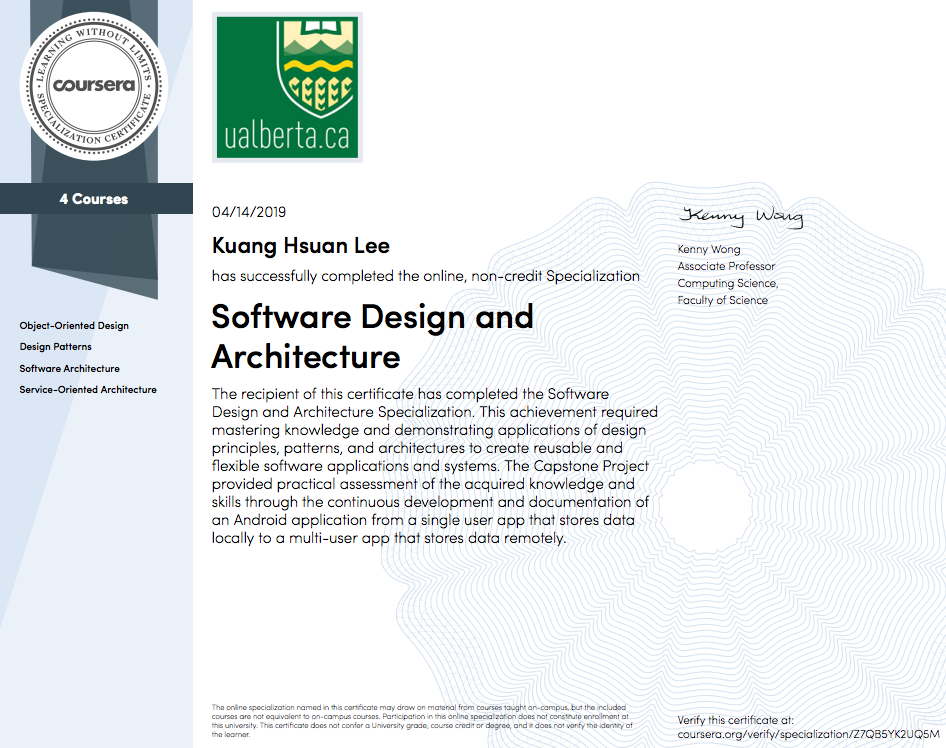 LEARNING WITHOUT LIMITS
coursera
SPECIALIZATION CERTIFICATE
4 Courses
Object-Oriented Design
Design Patterns
Software Architecture
Service-Oriented Architecture
ualberta.ca
04/14/2019
Kuang Hsuan Lee
has successfully completed the online, non-credit Specialization
Software Design and
Architecture
The recipient of this certificate has completed the Software
Design and Architecture Specialization. This achievement required
mastering knowledge and demonstrating applications of design
principles, patterns, and architectures to create reusable and
flexible software applications and systems. The Capstone Project
provided practical assessment of the acquired knowledge and
skills through the continuous development and documentation of
an Android application from a single user app that stores data
locally to a multi-user app that stores data remotely.
Kenny Wong
Kenny Wong
Associate Professor
Computing Science,
Faculty of Science
The online specialization named in this certificate may draw on material from courses taught on-campus, but the included
courses are not equivalent to on-campus courses. Participation in this online specialization does not constitute enrollment at
this university. This certificate does not confer a University grade, course credit or degree, and it does not verify the identity of
the learner.
Verify this certificate at:
coursera.org/verify/specialization/Z7QB5YK2UQ5M